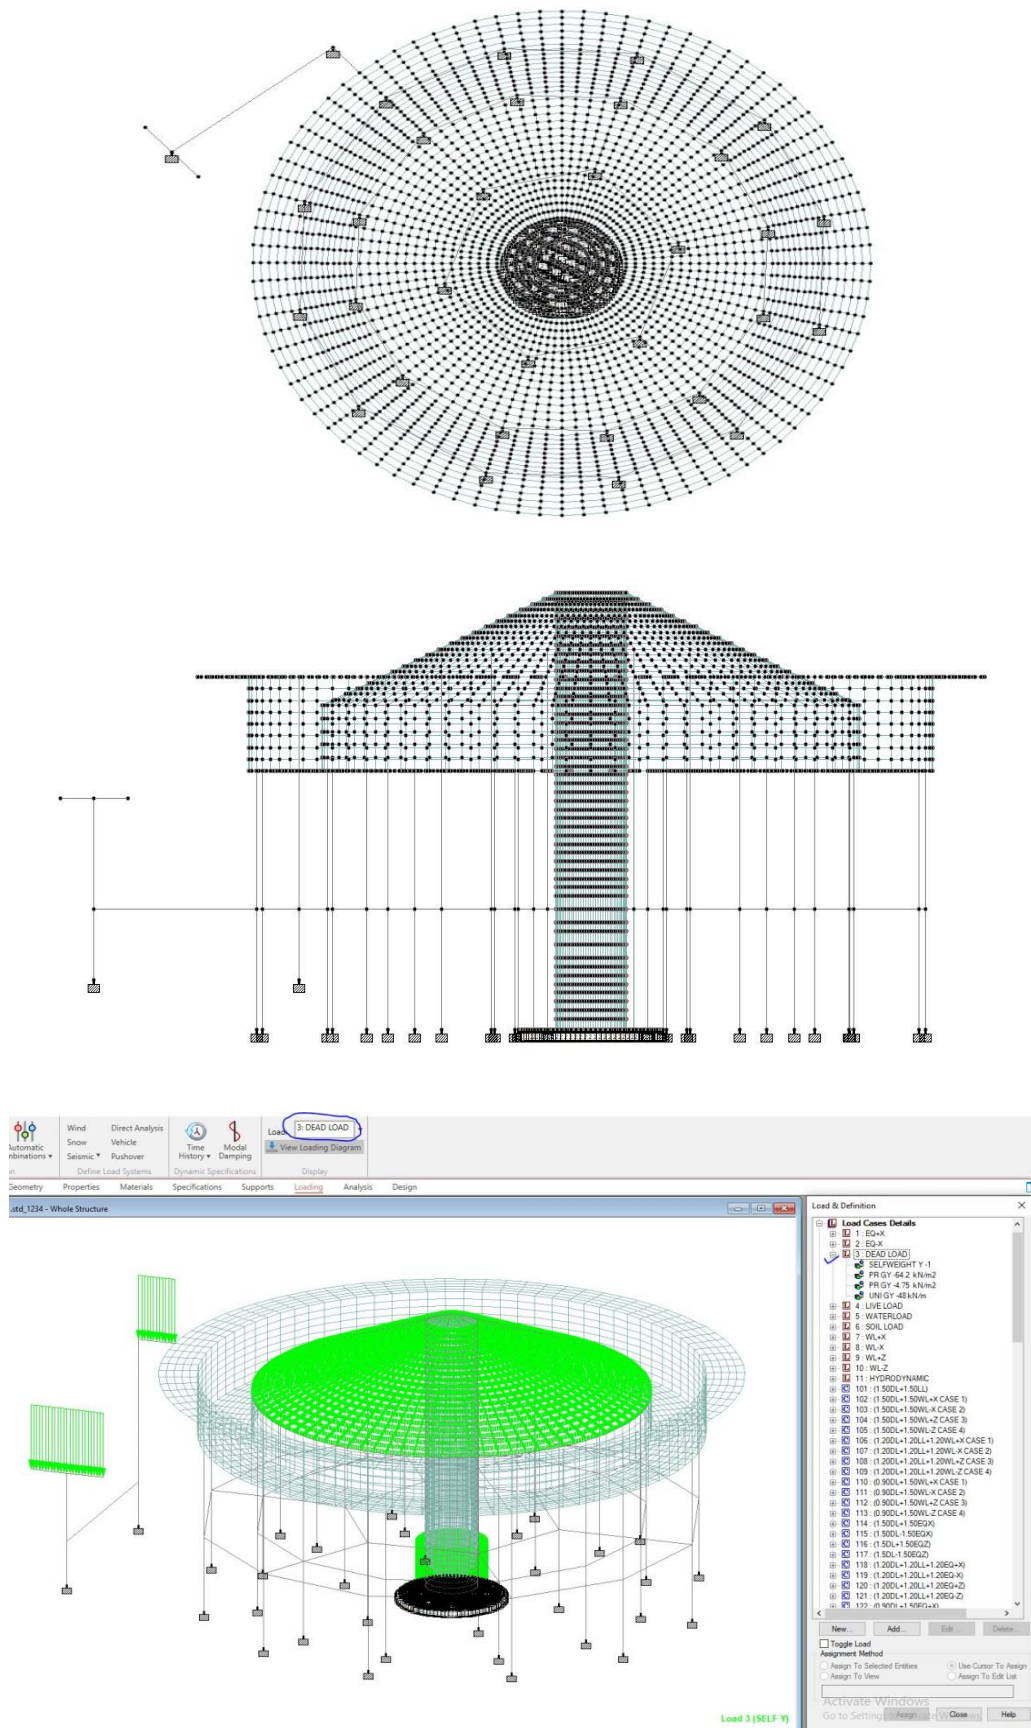 Automatic
mbinations
Wind
Snow
Seismic
Direct Analysis
Vehicle
Pushover
Define Load Systems
Time
History
Modal
Damping
Dynamic Specifications
Load 3: DEAD LOAD
View Loading Diagram
Display
Geometry Properties Materials Specifications Supports Loading Analysis Design
.std_1234 - Whole Structure
Load 3 (SELF Y)
Load & Definition
Load Cases Details
1 : EQ+X
2 : EQ-X
3 : DEAD LOAD
SELFWEIGHT Y -1
PR GY -64.2 kN/m2
PR GY -4.75 kN/m2
UNI GY -48 kN/m
4 : LIVE LOAD
5 : WATERLOAD
6 : SOIL LOAD
7 : WL+X
8 : WL-X
9 : WL+Z
10 : WL-Z
11 : HYDRODYNAMIC
101 : (1.50DL+1.50LL)
102 : (1.50DL+1.50WL+X CASE 1)
103 : (1.50DL+1.50WL-X CASE 2)
104 : (1.50DL+1.50WL+Z CASE 3)
105 : (1.50DL+1.50WL-Z CASE 4)
106 : (1.20DL+1.20LL+1.20WL+X CASE 1)
107 : (1.20DL+1.20LL+1.20WL-X CASE 2)
108 : (1.20DL+1.20LL+1.20WL+Z CASE 3)
109 : (1.20DL+1.20LL+1.20WL-Z CASE 4)
110 : (0.90DL+1.50WL+X CASE 1)
111 : (0.90DL+1.50WL-X CASE 2)
112 : (0.90DL+1.50WL+Z CASE 3)
113 : (0.90DL+1.50WL-Z CASE 4)
114 : (1.50DL+1.50EQX)
115 : (1.50DL-1.50EQX)
116 : (1.5DL+1.50EQZ)
117 : (1.5DL-1.50EQZ)
118 : (1.20DL+1.20LL+1.20EQ+X)
119 : (1.20DL+1.20LL+1.20EQ-X)
120 : (1.20DL+1.20LL+1.20EQ+Z)
121 : (1.20DL+1.20LL+1.20EQ-Z)
122 : (0.90DL+1.50EQ+X)
New... Add... Edit... Delete...
Toggle Load
Assignment Method
Assign To Selected Entities Use Cursor To Assign
Assign To View Assign To Edit List
Activate Windows
Go to Settings
Assign Close Help